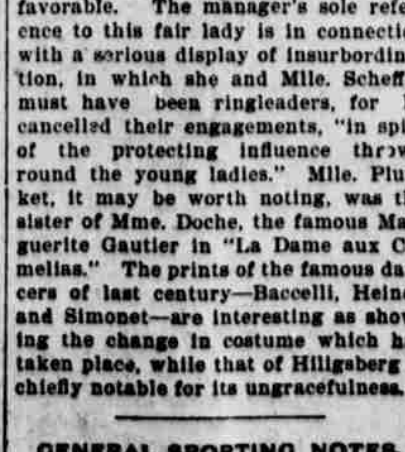 favorable. The manager's sole refe
ence to this fair lady is in connecti
with a serious display of insurbordin
tion, in which she and Mlle. Scheff
must have been ringleaders, for
cancelled their engagements, "in spi
of the protecting influence throw
round the young ladies." Mlle. Plu
ket, it may be worth noting, was t
sister of Mme. Doche, the famous Ma
guerite Gautier in "La Dame aux C
melias." The prints of the famous da
cers of last century—Baccelli, Hein
and Simonet—are interesting as show
ing the change in costume which h
taken place, while that of Hiligsberg
chiefly notable for its ungracefulness.
GENERAL SPORTING NOTES